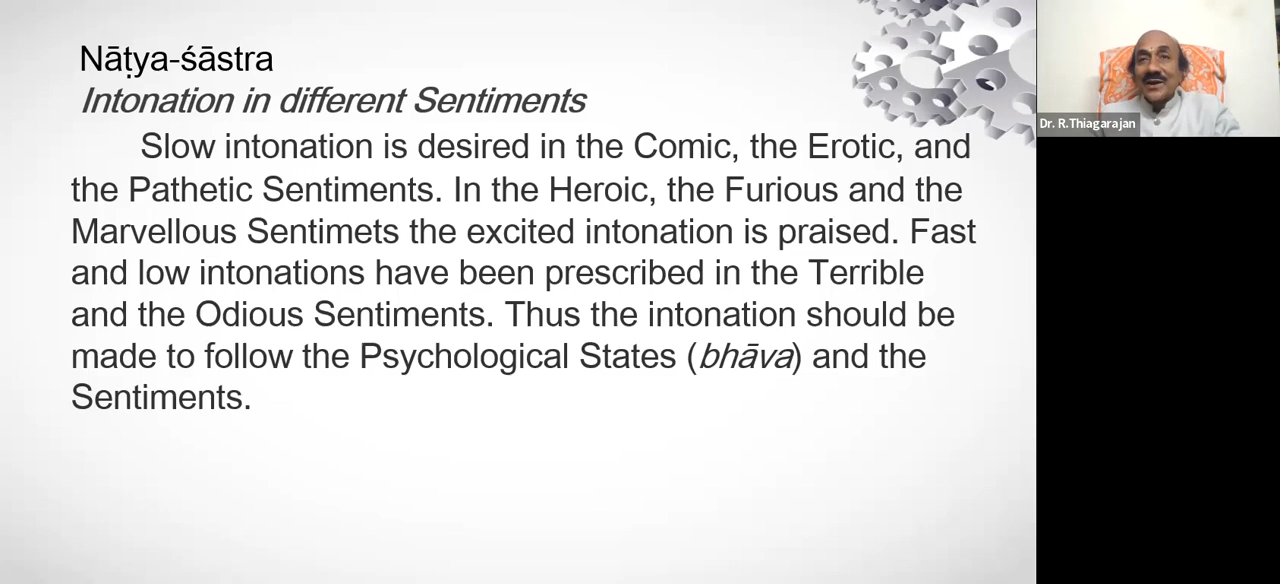 Nāṭya-śāstra
Intonation in different Sentiments
Slow intonation is desired in the Comic, the Erotic, and
the Pathetic Sentiments. In the Heroic, the Furious and the
Marvellous Sentimets the excited intonation is praised. Fast
and low intonations have been prescribed in the Terrible
and the Odious Sentiments. Thus the intonation should be
made to follow the Psychological States (bhāva) and the
Sentiments.
Dr. R.Thiagarajan